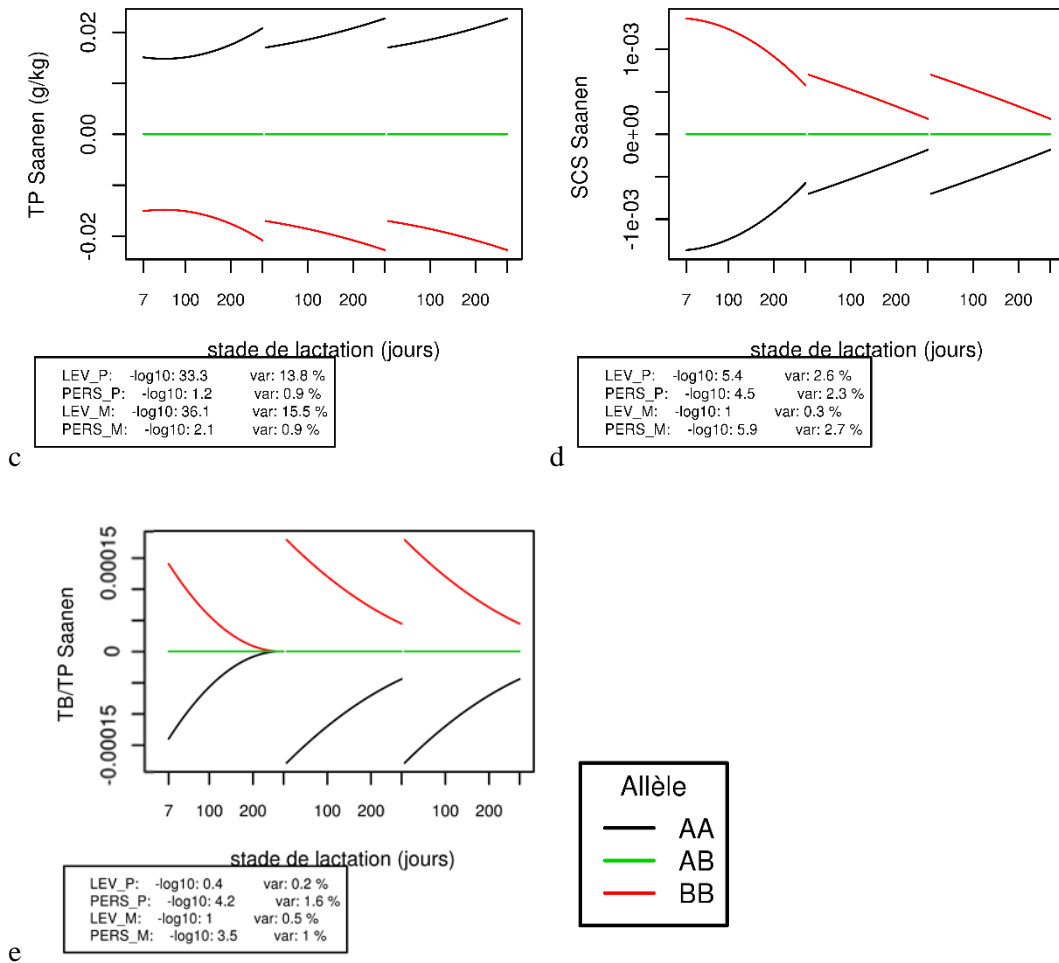 TP Saanen (g/kg)
0.02
0.00
-0.02
7 100 200 100 200 100 200
stade de lactation (jours)
LEV_P: -log10: 33.3 var: 13.8 %
PERS_P: -log10: 1.2 var: 0.9 %
LEV_M: -log10: 36.1 var: 15.5 %
PERS_M: -log10: 2.1 var: 0.9 %
c
SCS Saanen
1e-03
0e+00
-1e-03
7 100 200 100 200 100 200
stade de lactation (jours)
LEV_P: -log10: 5.4 var: 2.6 %
PERS_P: -log10: 4.5 var: 2.3 %
LEV_M: -log10: 1 var: 0.3 %
PERS_M: -log10: 5.9 var: 2.7 %
d
TB/TP Saanen
0.00015
0
-0.00015
7 100 200 100 200 100 200
stade de lactation (jours)
LEV_P: -log10: 0.4 var: 0.2 %
PERS_P: -log10: 4.2 var: 1.6 %
LEV_M: -log10: 1 var: 0.5 %
PERS_M: -log10: 3.5 var: 1 %
e
Allèle
AA
AB
BB